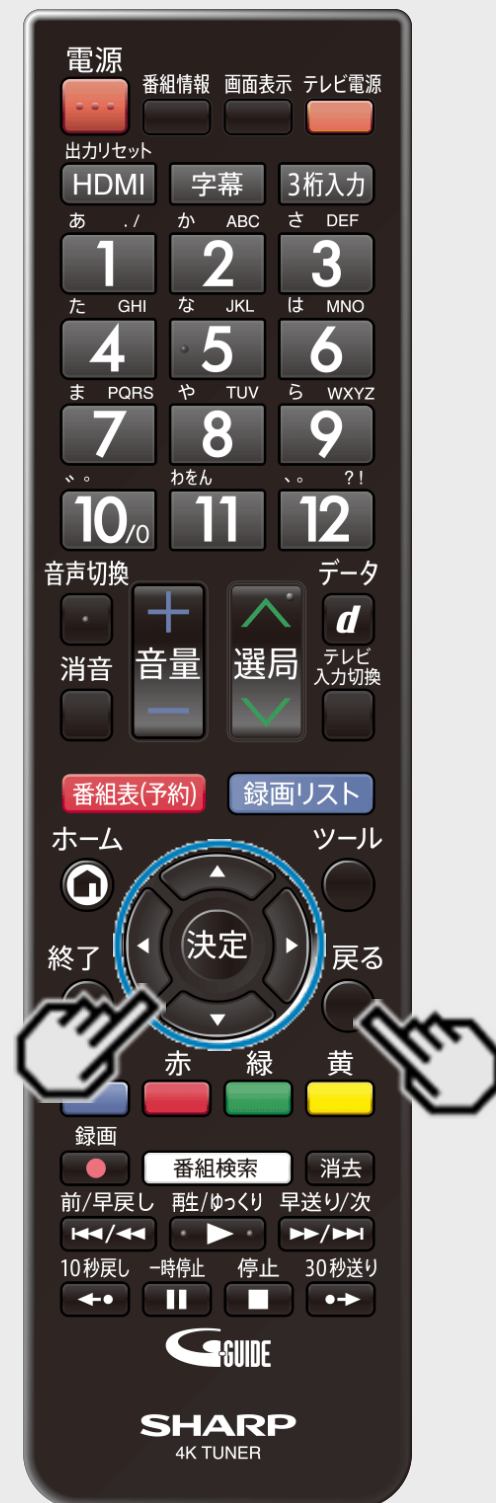 電源
番組情報 画面表示 テレビ電源
出力リセット
HDMI 字幕 3桁入力
あ ./ か ABC さ DEF
1 2 3
た GHI な JKL は MNO
4 5 6
ま PQRS や TUV ら WXYZ
7 8 9
゛゜ わをん 、。 ?!
10/0 11 12
音声切換 データ
d
消音 音量 選局 テレビ
入力切換
番組表(予約) 録画リスト
ホーム ツール
終了 決定 戻る
赤 緑 黄
録画
番組検索 消去
前/早戻し 再生/ゆっくり 早送り/次
10秒戻し 一時停止 停止 30秒送り
G-GUIDE
SHARP
4K TUNER